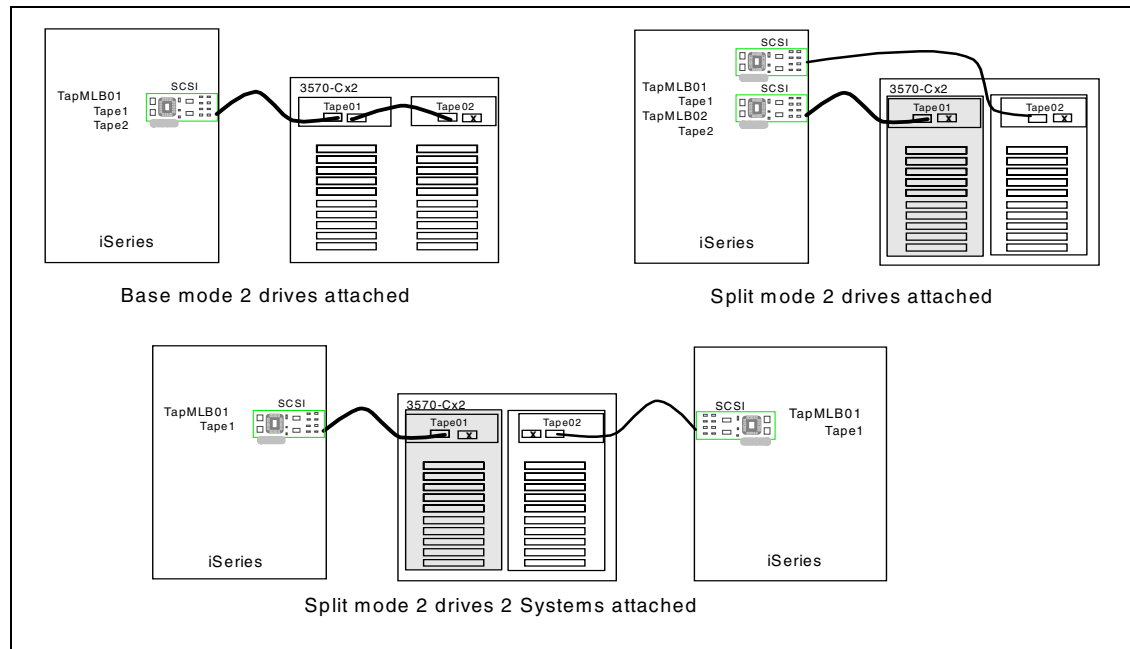 SCSI
TapMLB01
Tape1
Tape2
3570-Cx2
Tape01
Tape02
X
iSeries
Base mode 2 drives attached
SCSI
TapMLB01
Tape1
SCSI
TapMLB02
Tape2
3570-Cx2
Tape01
X
Tape02
X
iSeries
Split mode 2 drives attached
TapMLB01
Tape1
SCSI
iSeries
3570-Cx2
Tape01
X
Tape02
X
SCSI
TapMLB01
Tape1
iSeries
Split mode 2 drives 2 Systems attached